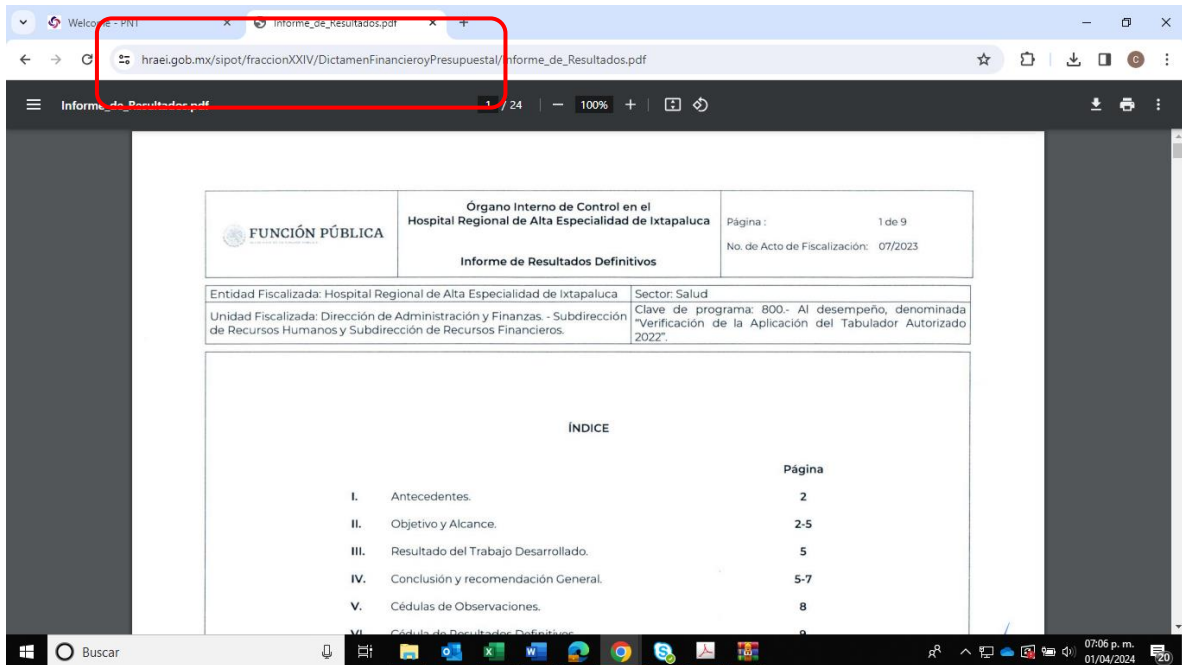 Welcome - PNT
Informe_de_Resultados.pdf
hraei.gob.mx/sipot/fraccionXXIV/DictamenFinancieroyPresupuestal/Informe_de_Resultados.pdf
C
Informe_de_Resultados.pdf
1 / 24
100%
FUNCIÓN PÚBLICA
Órgano Interno de Control en el
Hospital Regional de Alta Especialidad de Ixtapaluca
Informe de Resultados Definitivos
Página : 1 de 9
No. de Acto de Fiscalización: 07/2023
Entidad Fiscalizada: Hospital Regional de Alta Especialidad de Ixtapaluca
Sector: Salud
Unidad Fiscalizada: Dirección de Administración y Finanzas. - Subdirección
de Recursos Humanos y Subdirección de Recursos Financieros.
Clave de programa: 800.- Al desempeño, denominada
"Verificación de la Aplicación del Tabulador Autorizado
2022".
ÍNDICE
Página
I. Antecedentes. 2
II. Objetivo y Alcance. 2-5
III. Resultado del Trabajo Desarrollado. 5
IV. Conclusión y recomendación General. 5-7
V. Cédulas de Observaciones. 8
VI. Cédula de Resultados Definitivos. 9
Buscar
07:06 p. m.
01/04/2024
20